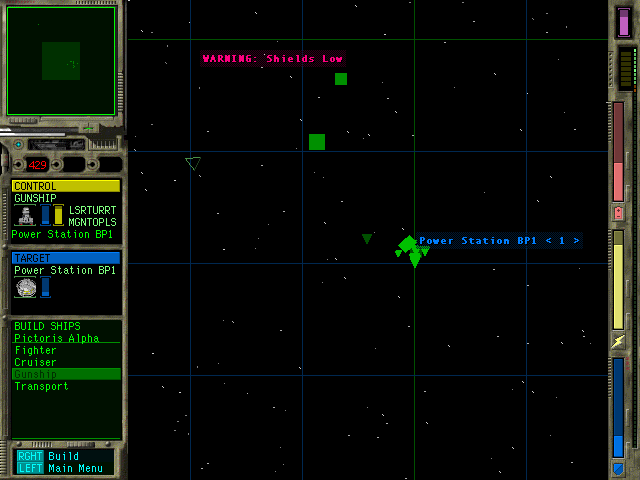 WARNING: Shields Low
429
CONTROL
GUNSHIP
LSRTURRT
MGNTOPLS
Power Station BP1
Power Station BP1 < 1 >
TARGET
Power Station BP1
BUILD SHIPS
Pictoris Alpha
Fighter
Cruiser
Gunship
Transport
RGHT Build
LEFT Main Menu